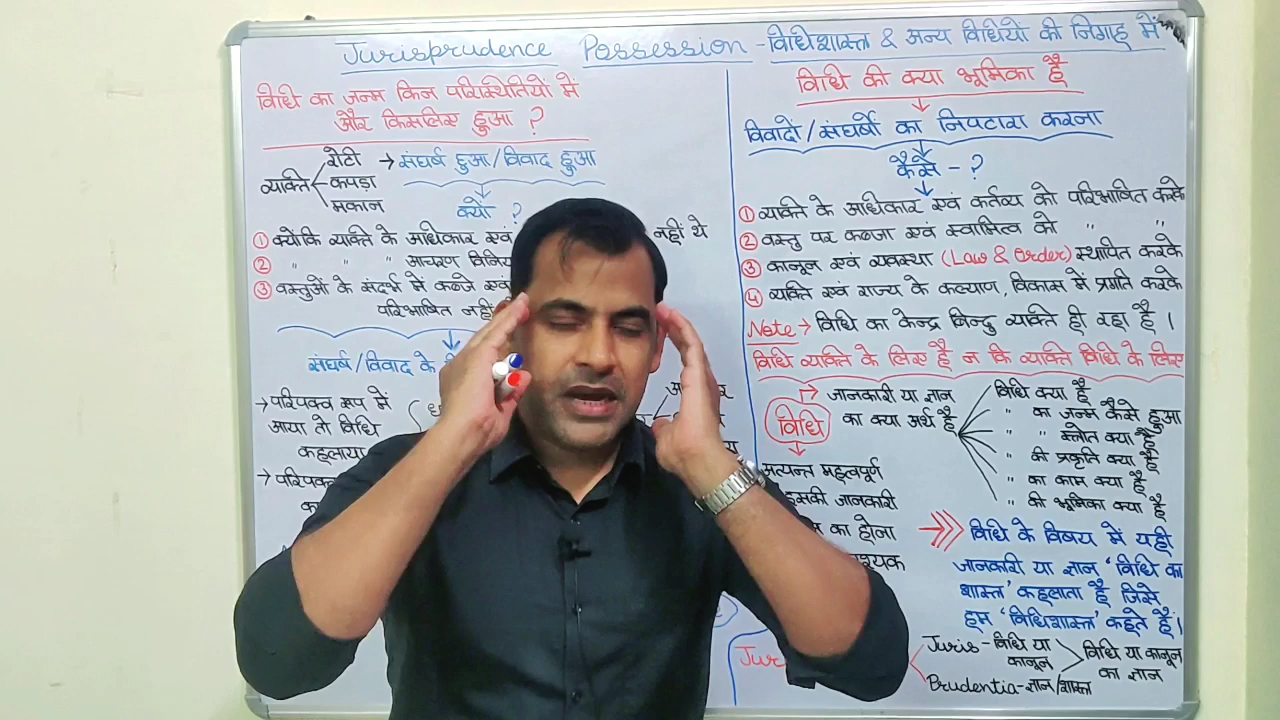 Jurisprudence Possession - विधिशास्त्र & अन्य विधियों की निगाह में
विधि का जन्म किन परिस्थितियों में
और किसलिए हुआ ?
व्यक्ति
रोटी
कपड़ा
मकान
→ संघर्ष हुआ/विवाद हुआ
क्यों ?
① क्योंकि व्यक्ति के अधिकार एवं नहीं थे
② " " " आचरण
③ वस्तुओं के संदर्भ में कब्जे एवं
परिभाषित नहीं
संघर्ष/विवाद के
→ परिपक्व रूप में
आया तो विधि
कहलाया
विधि की क्या भूमिका है
विवादों/संघर्षो का निपटारा करना
कैसे - ?
① व्यक्ति के अधिकार एवं कर्तव्य को परिभाषित करके
② वस्तु पर कब्जा एवं स्वामित्व को " "
③ कानून एवं व्यवस्था (Law & Order) स्थापित करके
④ व्यक्ति एवं राज्य के कल्याण, विकास में प्रगति करके
Note → विधि का केन्द्र बिन्दु व्यक्ति ही रहा है ।
विधि व्यक्ति के लिए है न कि व्यक्ति विधि के लिए
विधि
→ जानकारी या ज्ञान
का क्या अर्थ है
विधि क्या है
" का जन्म कैसे हुआ
" " स्त्रोत क्या है
" की प्रकृति क्या है
" का काम क्या है
" की भूमिका क्या है
अत्यन्त महत्वपूर्ण
इसकी जानकारी
का होना
विधि के विषय में यही
जानकारी या ज्ञान 'विधि का
शास्त्र' कहलाता है जिसे
हम 'विधिशास्त्र' कहते हैं।
Jur
Juris - विधि या
कानून
Prudentia - ज्ञान/शास्त्र
विधि या कानून
का ज्ञान